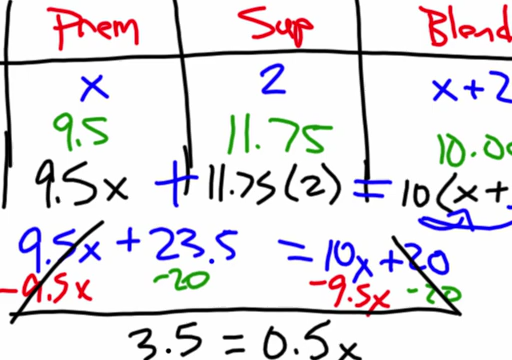 Prem Sup Blend
x 2 x+2
9.5 11.75 10.00
9.5x + 11.75(2) = 10(x+
9.5x + 23.5 = 10x+20
-9.5x -20 -9.5x -20
3.5 = 0.5x